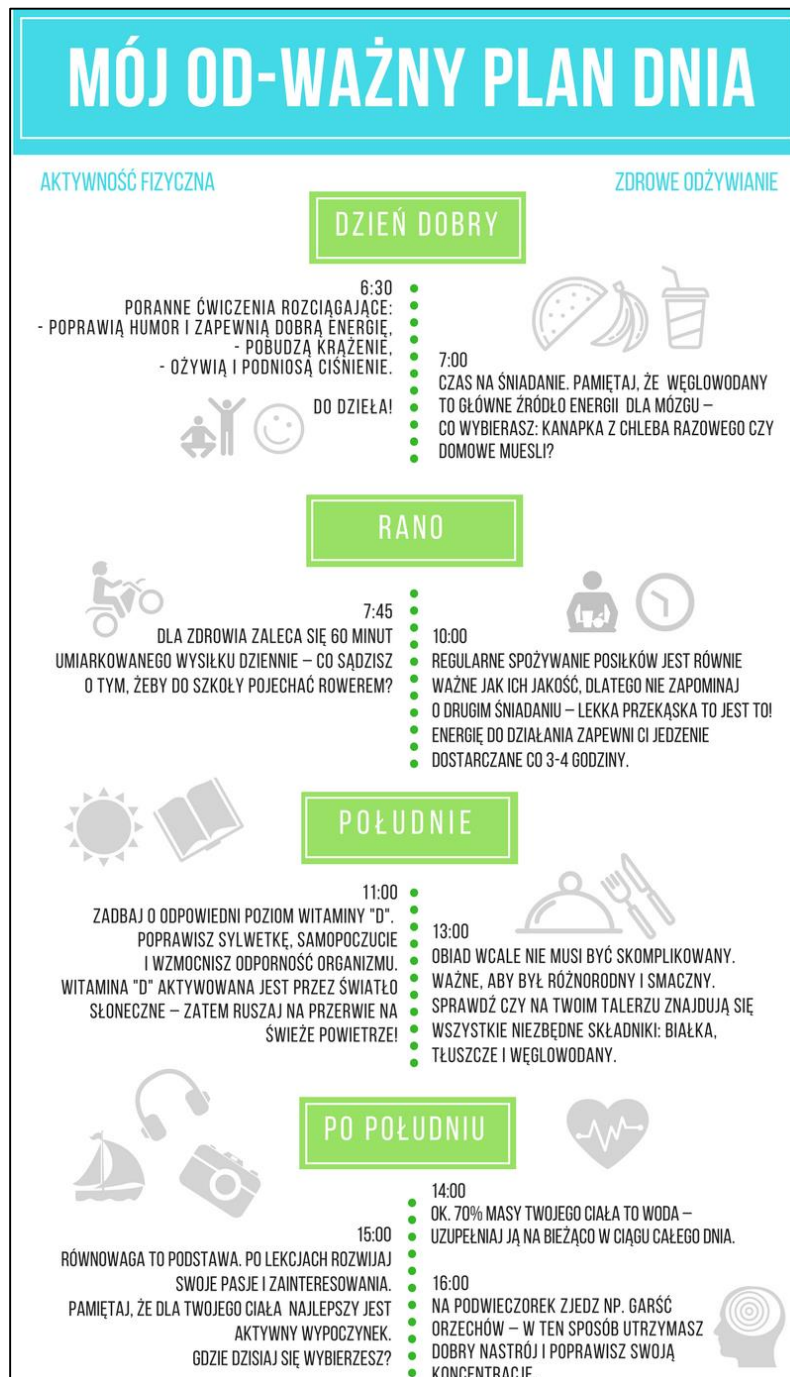 MÓJ OD-WAŻNY PLAN DNIA
AKTYWNOŚĆ FIZYCZNA
ZDROWE ODŻYWIANIE
DZIEŃ DOBRY
6:30
PORANNE ĆWICZENIA ROZCIĄGAJĄCE:
- POPRAWIĄ HUMOR I ZAPEWNIĄ DOBRĄ ENERGIĘ,
- POBUDZĄ KRĄŻENIE,
- OŻYWIĄ I PODNIOSĄ CIŚNIENIE.
DO DZIEŁA!
7:00
CZAS NA ŚNIADANIE. PAMIĘTAJ, ŻE WĘGLOWODANY
TO GŁÓWNE ŹRÓDŁO ENERGII DLA MÓZGU –
CO WYBIERASZ: KANAPKA Z CHLEBA RAZOWEGO CZY
DOMOWE MUESLI?
RANO
7:45
DLA ZDROWIA ZALECA SIĘ 60 MINUT
UMIARKOWANEGO WYSIŁKU DZIENNIE – CO SĄDZISZ
O TYM, ŻEBY DO SZKOŁY POJECHAĆ ROWEREM?
10:00
REGULARNE SPOŻYWANIE POSIŁKÓW JEST RÓWNIE
WAŻNE JAK ICH JAKOŚĆ, DLATEGO NIE ZAPOMINAJ
O DRUGIM ŚNIADANIU – LEKKA PRZEKĄSKA TO JEST TO!
ENERGIĘ DO DZIAŁANIA ZAPEWNI CI JEDZENIE
DOSTARCZANE CO 3-4 GODZINY.
POŁUDNIE
11:00
ZADBAJ O ODPOWIEDNI POZIOM WITAMINY "D".
POPRAWISZ SYLWETKĘ, SAMOPOCZUCIE
I WZMOCNISZ ODPORNOŚĆ ORGANIZMU.
WITAMINA "D" AKTYWOWANA JEST PRZEZ ŚWIATŁO
SŁONECZNE – ZATEM RUSZAJ NA PRZERWIE NA
ŚWIEŻE POWIETRZE!
13:00
OBIAD WCALE NIE MUSI BYĆ SKOMPLIKOWANY.
WAŻNE, ABY BYŁ RÓŻNORODNY I SMACZNY.
SPRAWDŹ CZY NA TWOIM TALERZU ZNAJDUJĄ SIĘ
WSZYSTKIE NIEZBĘDNE SKŁADNIKI: BIAŁKA,
TŁUSZCZE I WĘGLOWODANY.
PO POŁUDNIU
14:00
OK. 70% MASY TWOJEGO CIAŁA TO WODA –
UZUPEŁNIAJ JĄ NA BIEŻĄCO W CIĄGU CAŁEGO DNIA.
15:00
RÓWNOWAGA TO PODSTAWA. PO LEKCJACH ROZWIJAJ
SWOJE PASJE I ZAINTERESOWANIA.
PAMIĘTAJ, ŻE DLA TWOJEGO CIAŁA NAJLEPSZY JEST
AKTYWNY WYPOCZYNEK.
GDZIE DZISIAJ SIĘ WYBIERZESZ?
16:00
NA PODWIECZOREK ZJEDZ NP. GARŚĆ
ORZECHÓW – W TEN SPOSÓB UTRZYMASZ
DOBRY NASTRÓJ I POPRAWISZ SWOJĄ